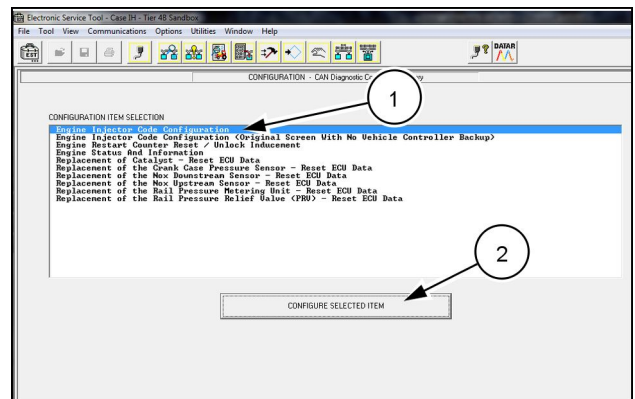 Electronic Service Tool - Case IH - Tier 4B Sandbox
File Tool View Communications Options Utilities Window Help
EST
DATAR
CONFIGURATION - CAN Diagnostic
1
CONFIGURATION ITEM SELECTION
Engine Injector Code Configuration
Engine Injector Code Configuration (Original Screen With No Vehicle Controller Backup)
Engine Restart Counter Reset / Unlock Inducement
Engine Status And Information
Replacement of Catalyst - Reset ECU Data
Replacement of the Crank Case Pressure Sensor - Reset ECU Data
Replacement of the Nox Downstream Sensor - Reset ECU Data
Replacement of the Nox Upstream Sensor - Reset ECU Data
Replacement of the Rail Pressure Metering Unit - Reset ECU Data
Replacement of the Rail Pressure Relief Valve (PRV) - Reset ECU Data
2
CONFIGURE SELECTED ITEM